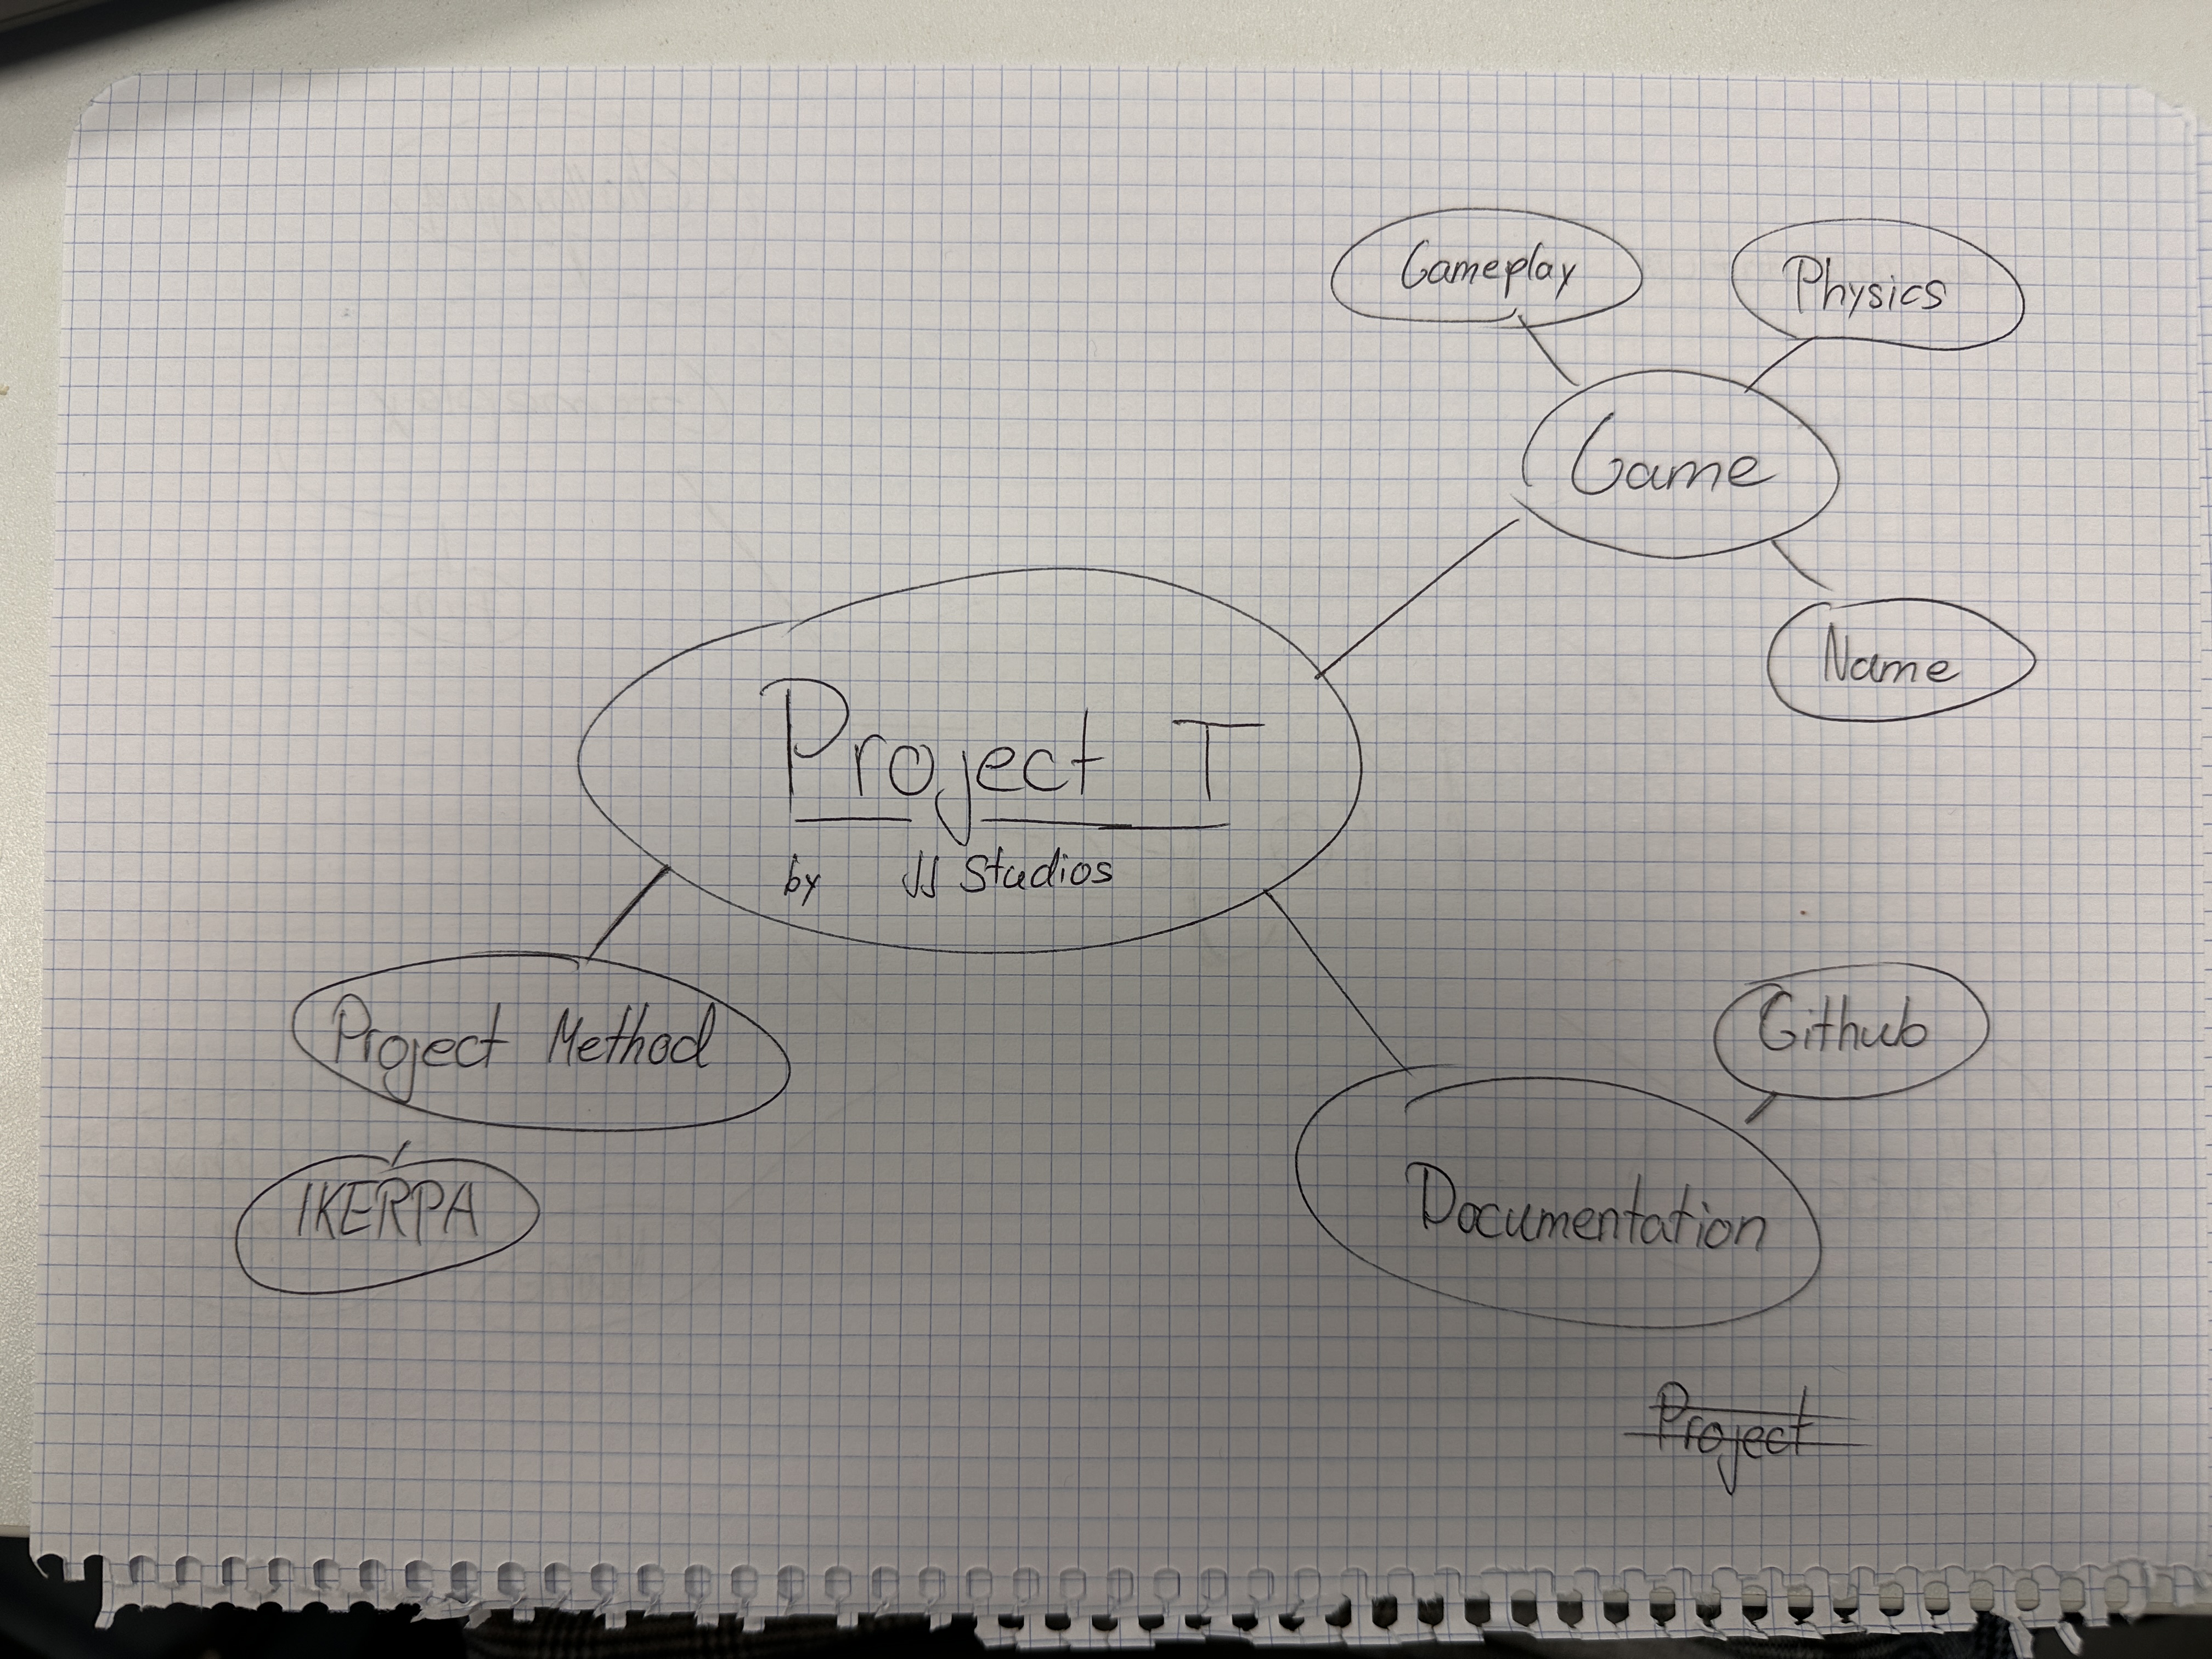 Gameplay
Physics
Game
Name
Project T
by JJ Studios
Project Method
IKERPA
Github
Documentation
Project